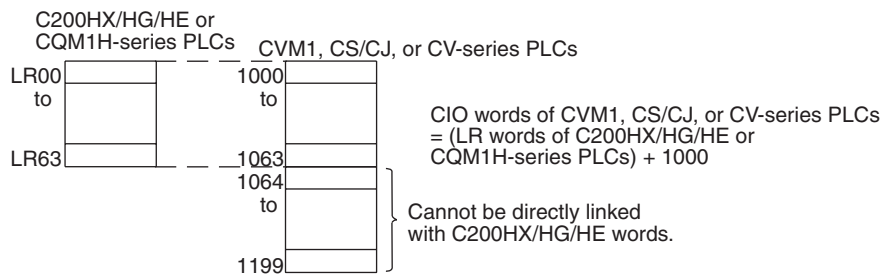 C200HX/HG/HE or
CQM1H-series PLCs
CVM1, CS/CJ, or CV-series PLCs
LR00
to
LR63
1000
to
1063
1064
to
1199
CIO words of CVM1, CS/CJ, or CV-series PLCs
= (LR words of C200HX/HG/HE or
CQM1H-series PLCs) + 1000
Cannot be directly linked
with C200HX/HG/HE words.